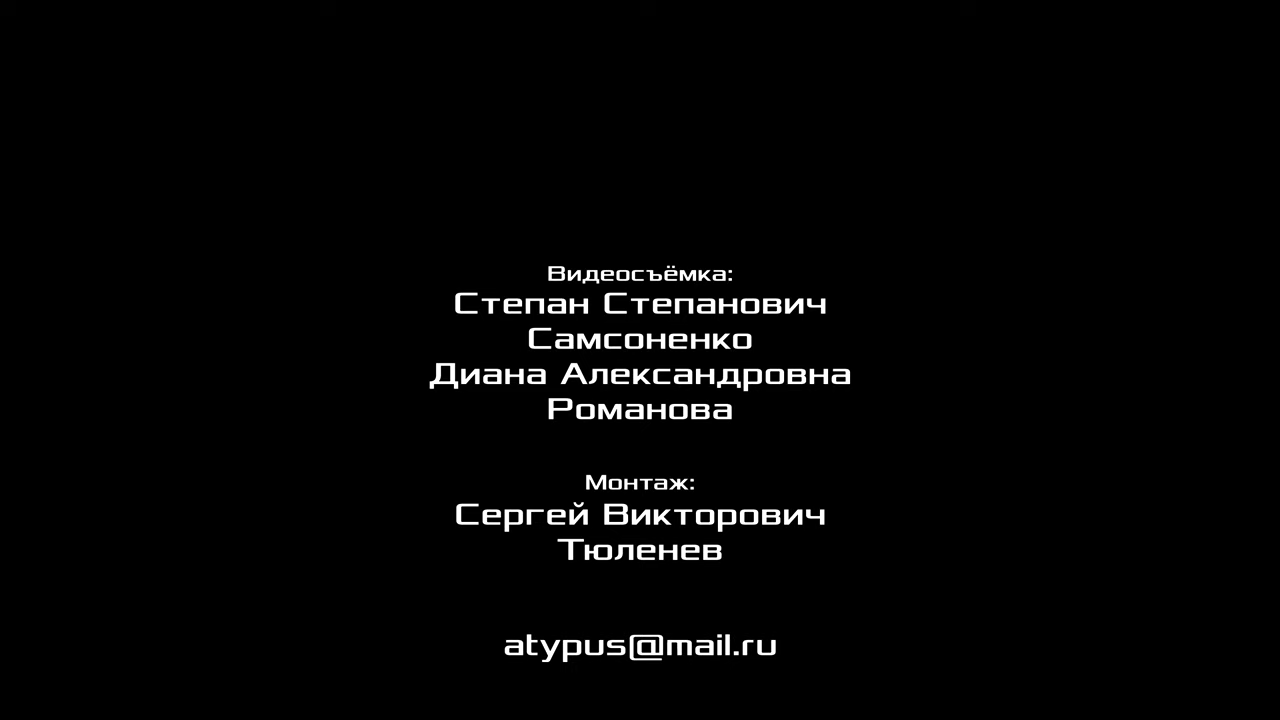 Видеосъёмка:
Степан Степанович
Самсоненко
Диана Александровна
Романова
Монтаж:
Сергей Викторович
Тюленев
atypus@mail.ru